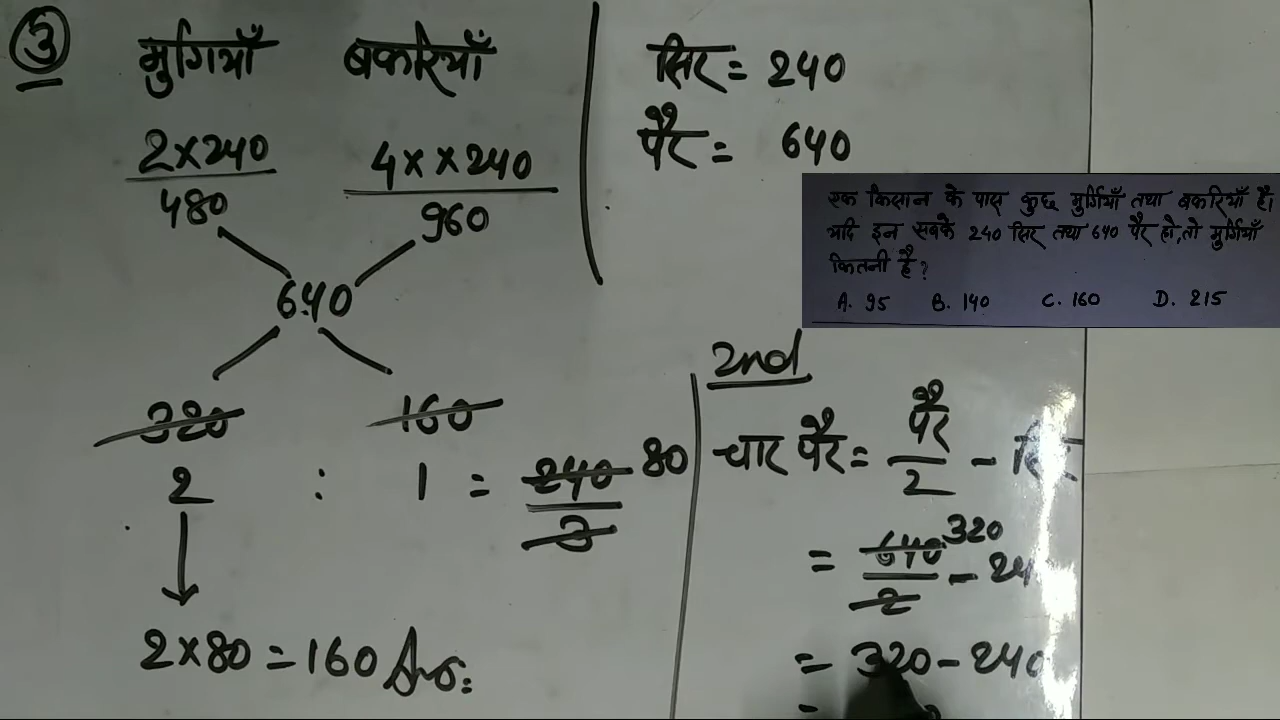 ③ मुर्गियाँ बकरियाँ
2×240 4××240
480 960
640
320 160
2 : 1 = 240 80
3
2×80=160 Ans:
सिर= 240
पैर= 640
एक किसान के पास कुछ मुर्गियाँ तथा बकरियाँ है।
यदि इन सबके 240 सिर तथा 640 पैर हो,तो मुर्गियाँ
कितनी है?
A. 95 B. 140 C. 160 D. 215
2nd
चार पैर= पैर -
2
= 640 320 -
2
= 320-240
=